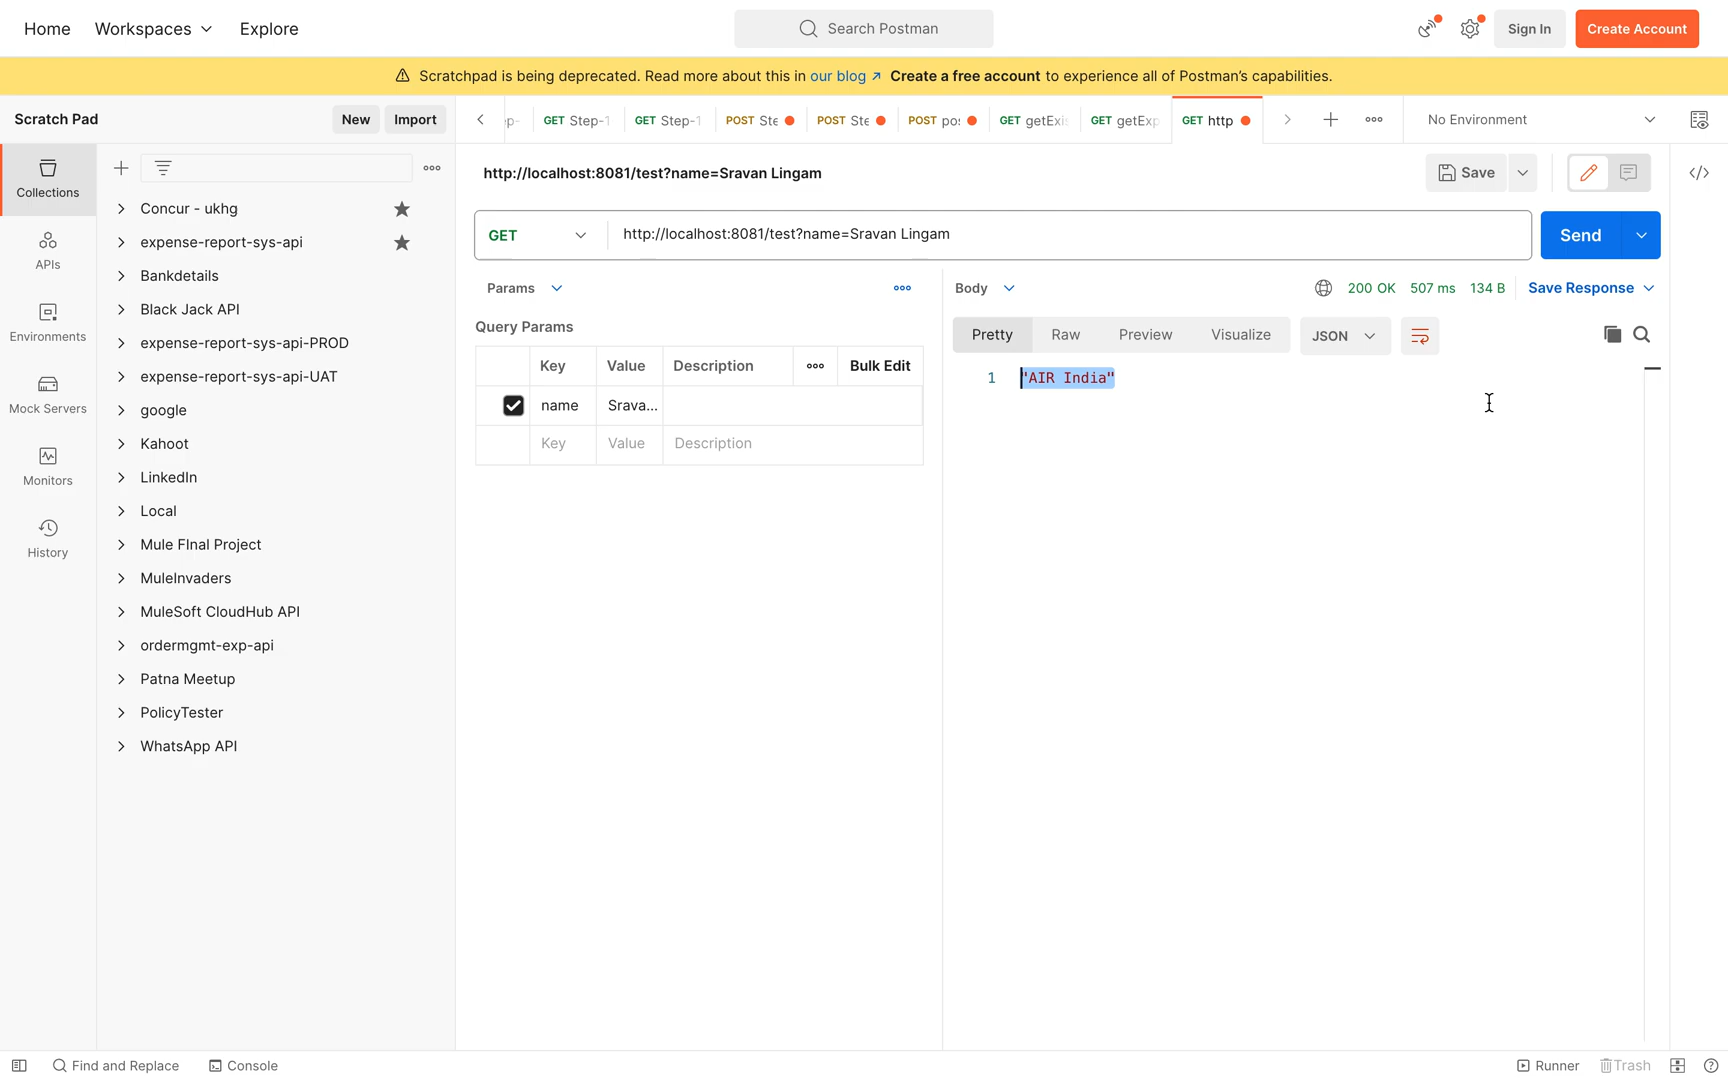 Home Workspaces Explore
Search Postman
Sign In
Create Account
Scratchpad is being deprecated. Read more about this in our blog ↗ Create a free account to experience all of Postman's capabilities.
Scratch Pad
New
Import
GET Step-1
GET Step-1
POST Ste
POST Ste
POST pos
GET getExis
GET getExp
GET http
No Environment
Collections
APIs
Environments
Mock Servers
Monitors
History
Concur - ukhg
expense-report-sys-api
Bankdetails
Black Jack API
expense-report-sys-api-PROD
expense-report-sys-api-UAT
google
Kahoot
LinkedIn
Local
Mule FInal Project
MuleInvaders
MuleSoft CloudHub API
ordermgmt-exp-api
Patna Meetup
PolicyTester
WhatsApp API
http://localhost:8081/test?name=Sravan Lingam
Save
GET
http://localhost:8081/test?name=Sravan Lingam
Send
Params
Query Params
Key Value Description Bulk Edit
name Srava...
Key Value Description
Body
200 OK 507 ms 134 B
Save Response
Pretty Raw Preview Visualize
JSON
1 "AIR India"
Find and Replace
Console
Runner
Trash